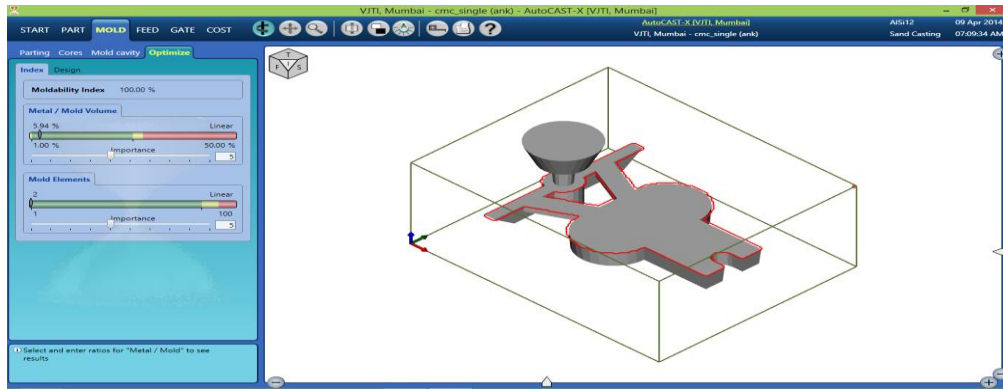 VJTI, Mumbai - cmc_single (ank) - AutoCAST-X [VJTI, Mumbai]
START PART MOLD FEED GATE COST
AutoCAST-X [VJTI, Mumbai]
VJTI, Mumbai - cmc_single (ank)
AlSi12
Sand Casting
09 Apr 2014
07:09:34 AM
Parting Cores Mold cavity Optimize
Index Design
Moldability Index 100.00 %
Metal / Mold Volume
5.94 % Linear
1.00 % 50.00 %
Importance
5
Mold Elements
2 Linear
1 100
Importance
5
Select and enter ratios for "Metal / Mold" to see
results
T
F S
T